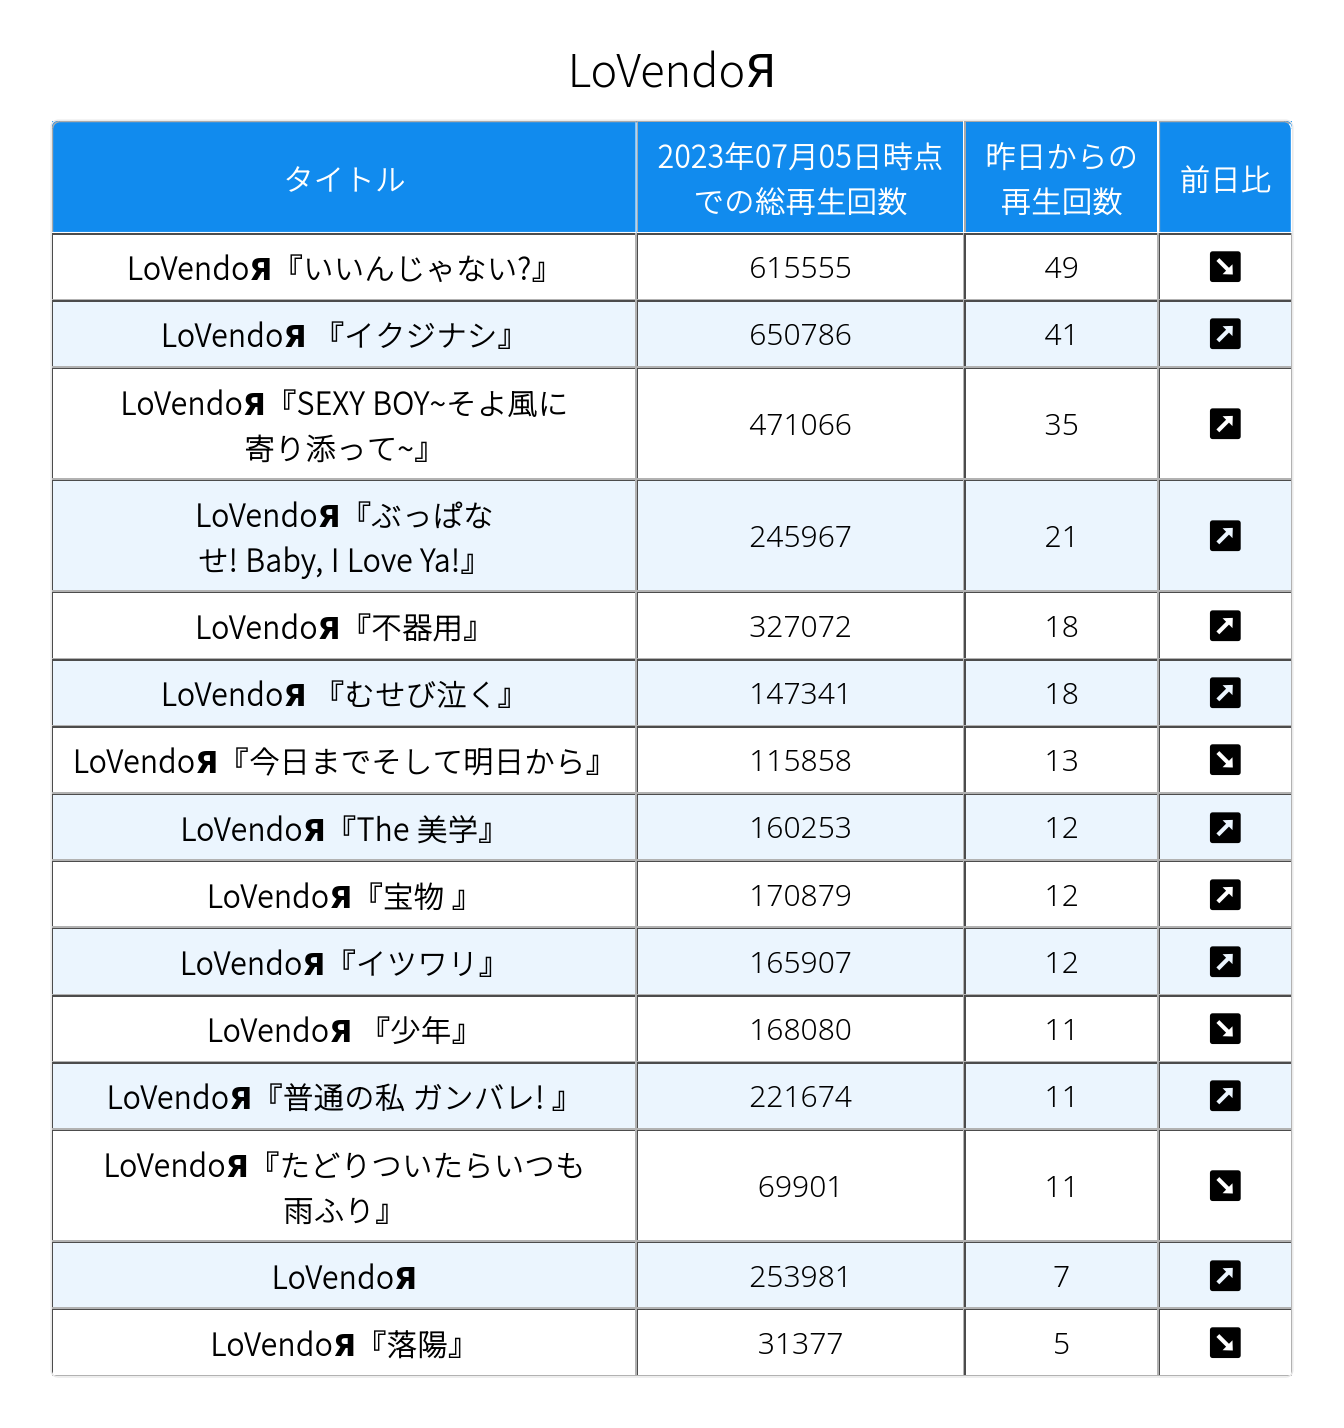 LoVendoЯ
タイトル
2023年07月05日時点
での総再生回数
昨日からの
再生回数
前日比
LoVendoЯ『いいんじゃない?』
615555
49
LoVendoЯ 『イクジナシ』
650786
41
LoVendoЯ『SEXY BOY~そよ風に
寄り添って~』
471066
35
LoVendoЯ『ぶっぱな
せ! Baby, I Love Ya!』
245967
21
LoVendoЯ『不器用』
327072
18
LoVendoЯ 『むせび泣く』
147341
18
LoVendoЯ『今日までそして明日から』
115858
13
LoVendoЯ『The 美学』
160253
12
LoVendoЯ『宝物 』
170879
12
LoVendoЯ『イツワリ』
165907
12
LoVendoЯ 『少年』
168080
11
LoVendoЯ『普通の私 ガンバレ! 』
221674
11
LoVendoЯ『たどりついたらいつも
雨ふり』
69901
11
LoVendoЯ
253981
7
LoVendoЯ『落陽』
31377
5